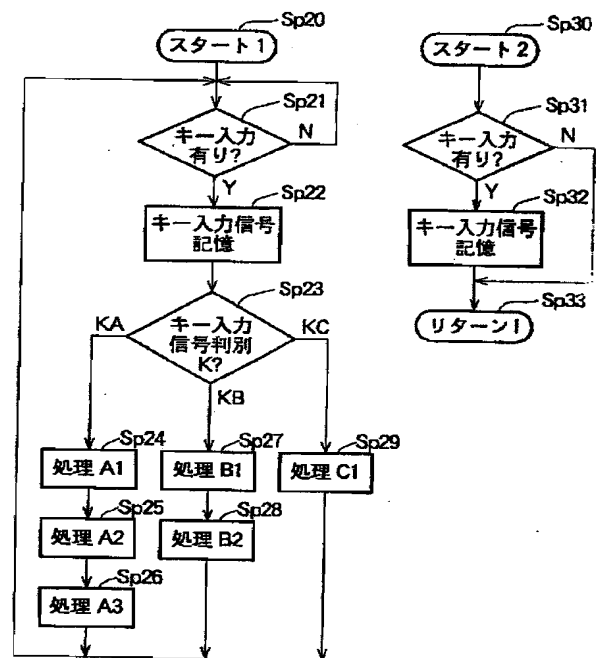 Sp20
スタート1
Sp21
キー入力
有り?
N
Y
Sp22
キー入力信号
記憶
Sp23
キー入力
信号判別
K?
KA
KB
KC
Sp24
処理 A1
Sp25
処理 A2
Sp26
処理 A3
Sp27
処理 B1
Sp28
処理 B2
Sp29
処理 C1
Sp30
スタート2
Sp31
キー入力
有り?
N
Y
Sp32
キー入力信号
記憶
Sp33
リターン1